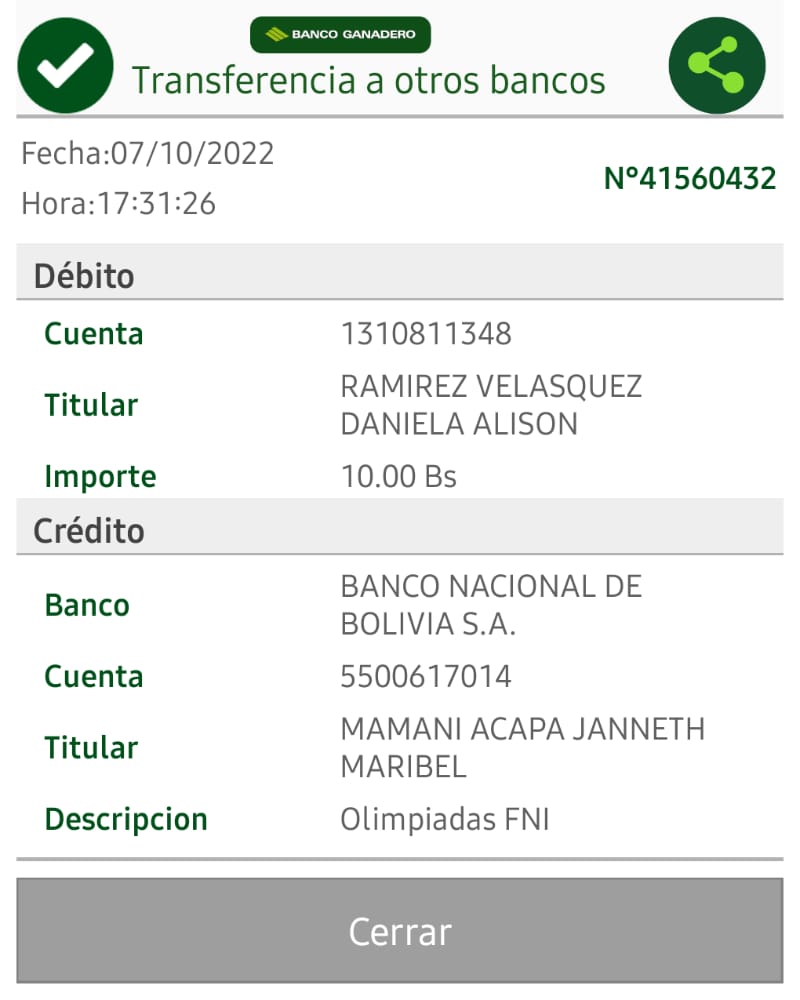 BANCO GANADERO
Transferencia a otros bancos
Fecha:07/10/2022
Hora:17:31:26
Nº41560432
Débito
Cuenta 1310811348
Titular RAMIREZ VELASQUEZ
DANIELA ALISON
Importe 10.00 Bs
Crédito
Banco BANCO NACIONAL DE
BOLIVIA S.A.
Cuenta 5500617014
Titular MAMANI ACAPA JANNETH
MARIBEL
Descripcion Olimpiadas FNI
Cerrar